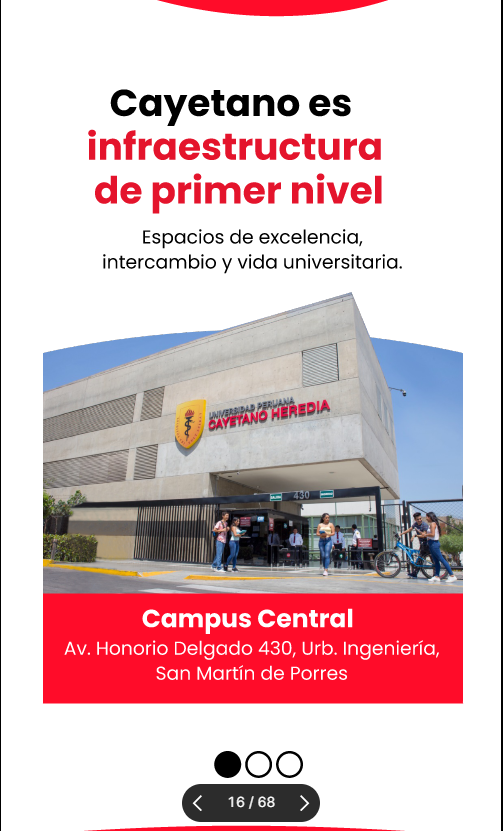 Cayetano es
infraestructura
de primer nivel
Espacios de excelencia,
intercambio y vida universitaria.
UNIVERSIDAD PERUANA
CAYETANO HEREDIA
430
Campus Central
Av. Honorio Delgado 430, Urb. Ingeniería,
San Martín de Porres
16 / 68